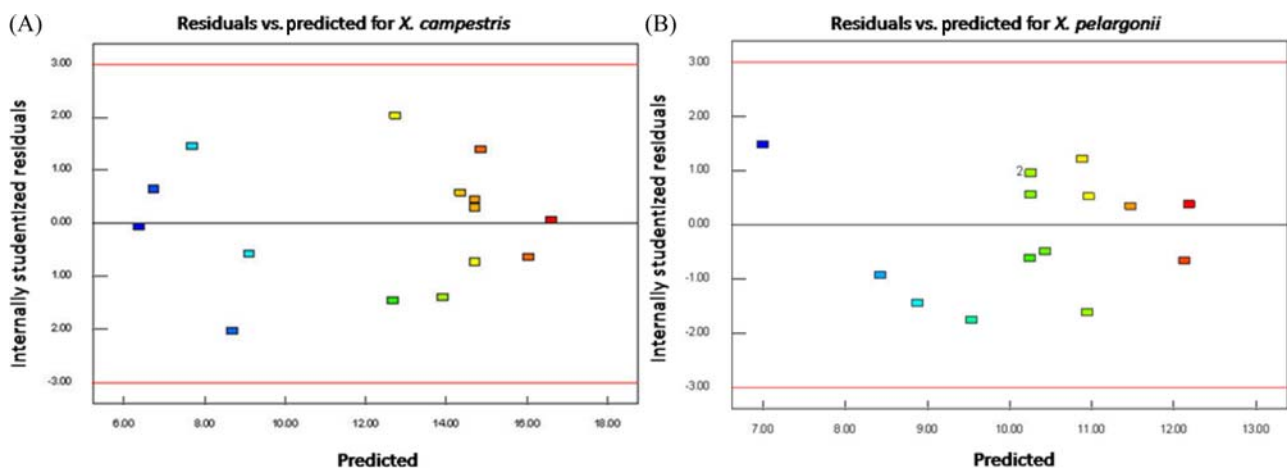 (A)
Residuals vs. predicted for X. campestris
Internally studentized residuals
3.00
2.00
1.00
0.00
1.00
2.00
-3.00
6.00 8.00 10.00 12.00 14.00 16.00 18.00
Predicted
(B)
Residuals vs. predicted for X. pelargonii
Internally studentized residuals
3.00
2.00
1.00
0.00
-1.00
-2.00
-3.00
2
7.00 8.00 9.00 10.00 11.00 12.00 13.00
Predicted